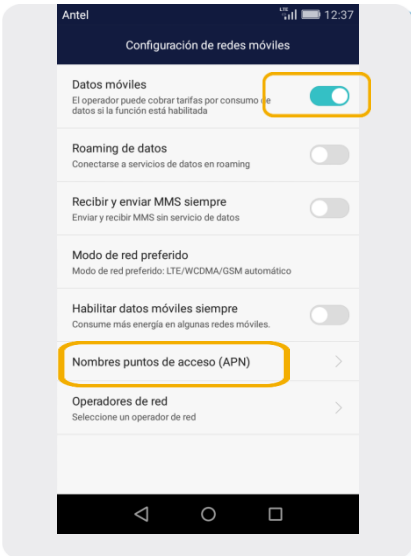 Antel LTE 12:37
Configuración de redes móviles
Datos móviles
El operador puede cobrar tarifas por consumo de
datos si la función está habilitada
Roaming de datos
Conectarse a servicios de datos en roaming
Recibir y enviar MMS siempre
Enviar y recibir MMS sin servicio de datos
Modo de red preferido
Modo de red preferido: LTE/WCDMA/GSM automático
Habilitar datos móviles siempre
Consume más energía en algunas redes móviles.
Nombres puntos de acceso (APN)
Operadores de red
Seleccione un operador de red